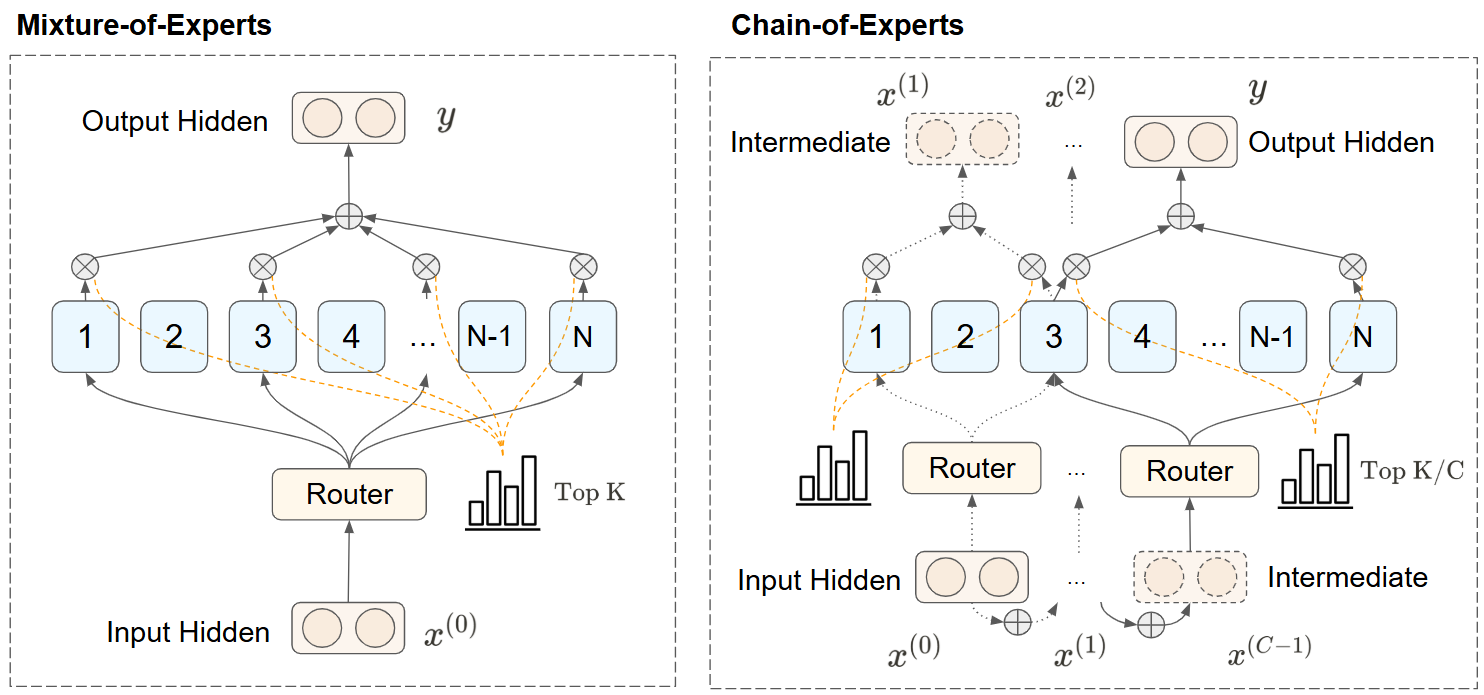 Mixture-of-Experts
Output Hidden
y
1
2
3
4
...
N-1
N
Router
Top K
Input Hidden
x^{(0)}
Chain-of-Experts
x^{(1)}
x^{(2)}
y
Intermediate
...
Output Hidden
1
2
3
4
...
N-1
N
Router
...
Router
Top K/C
Input Hidden
...
Intermediate
x^{(0)}
x^{(1)}
x^{(C-1)}